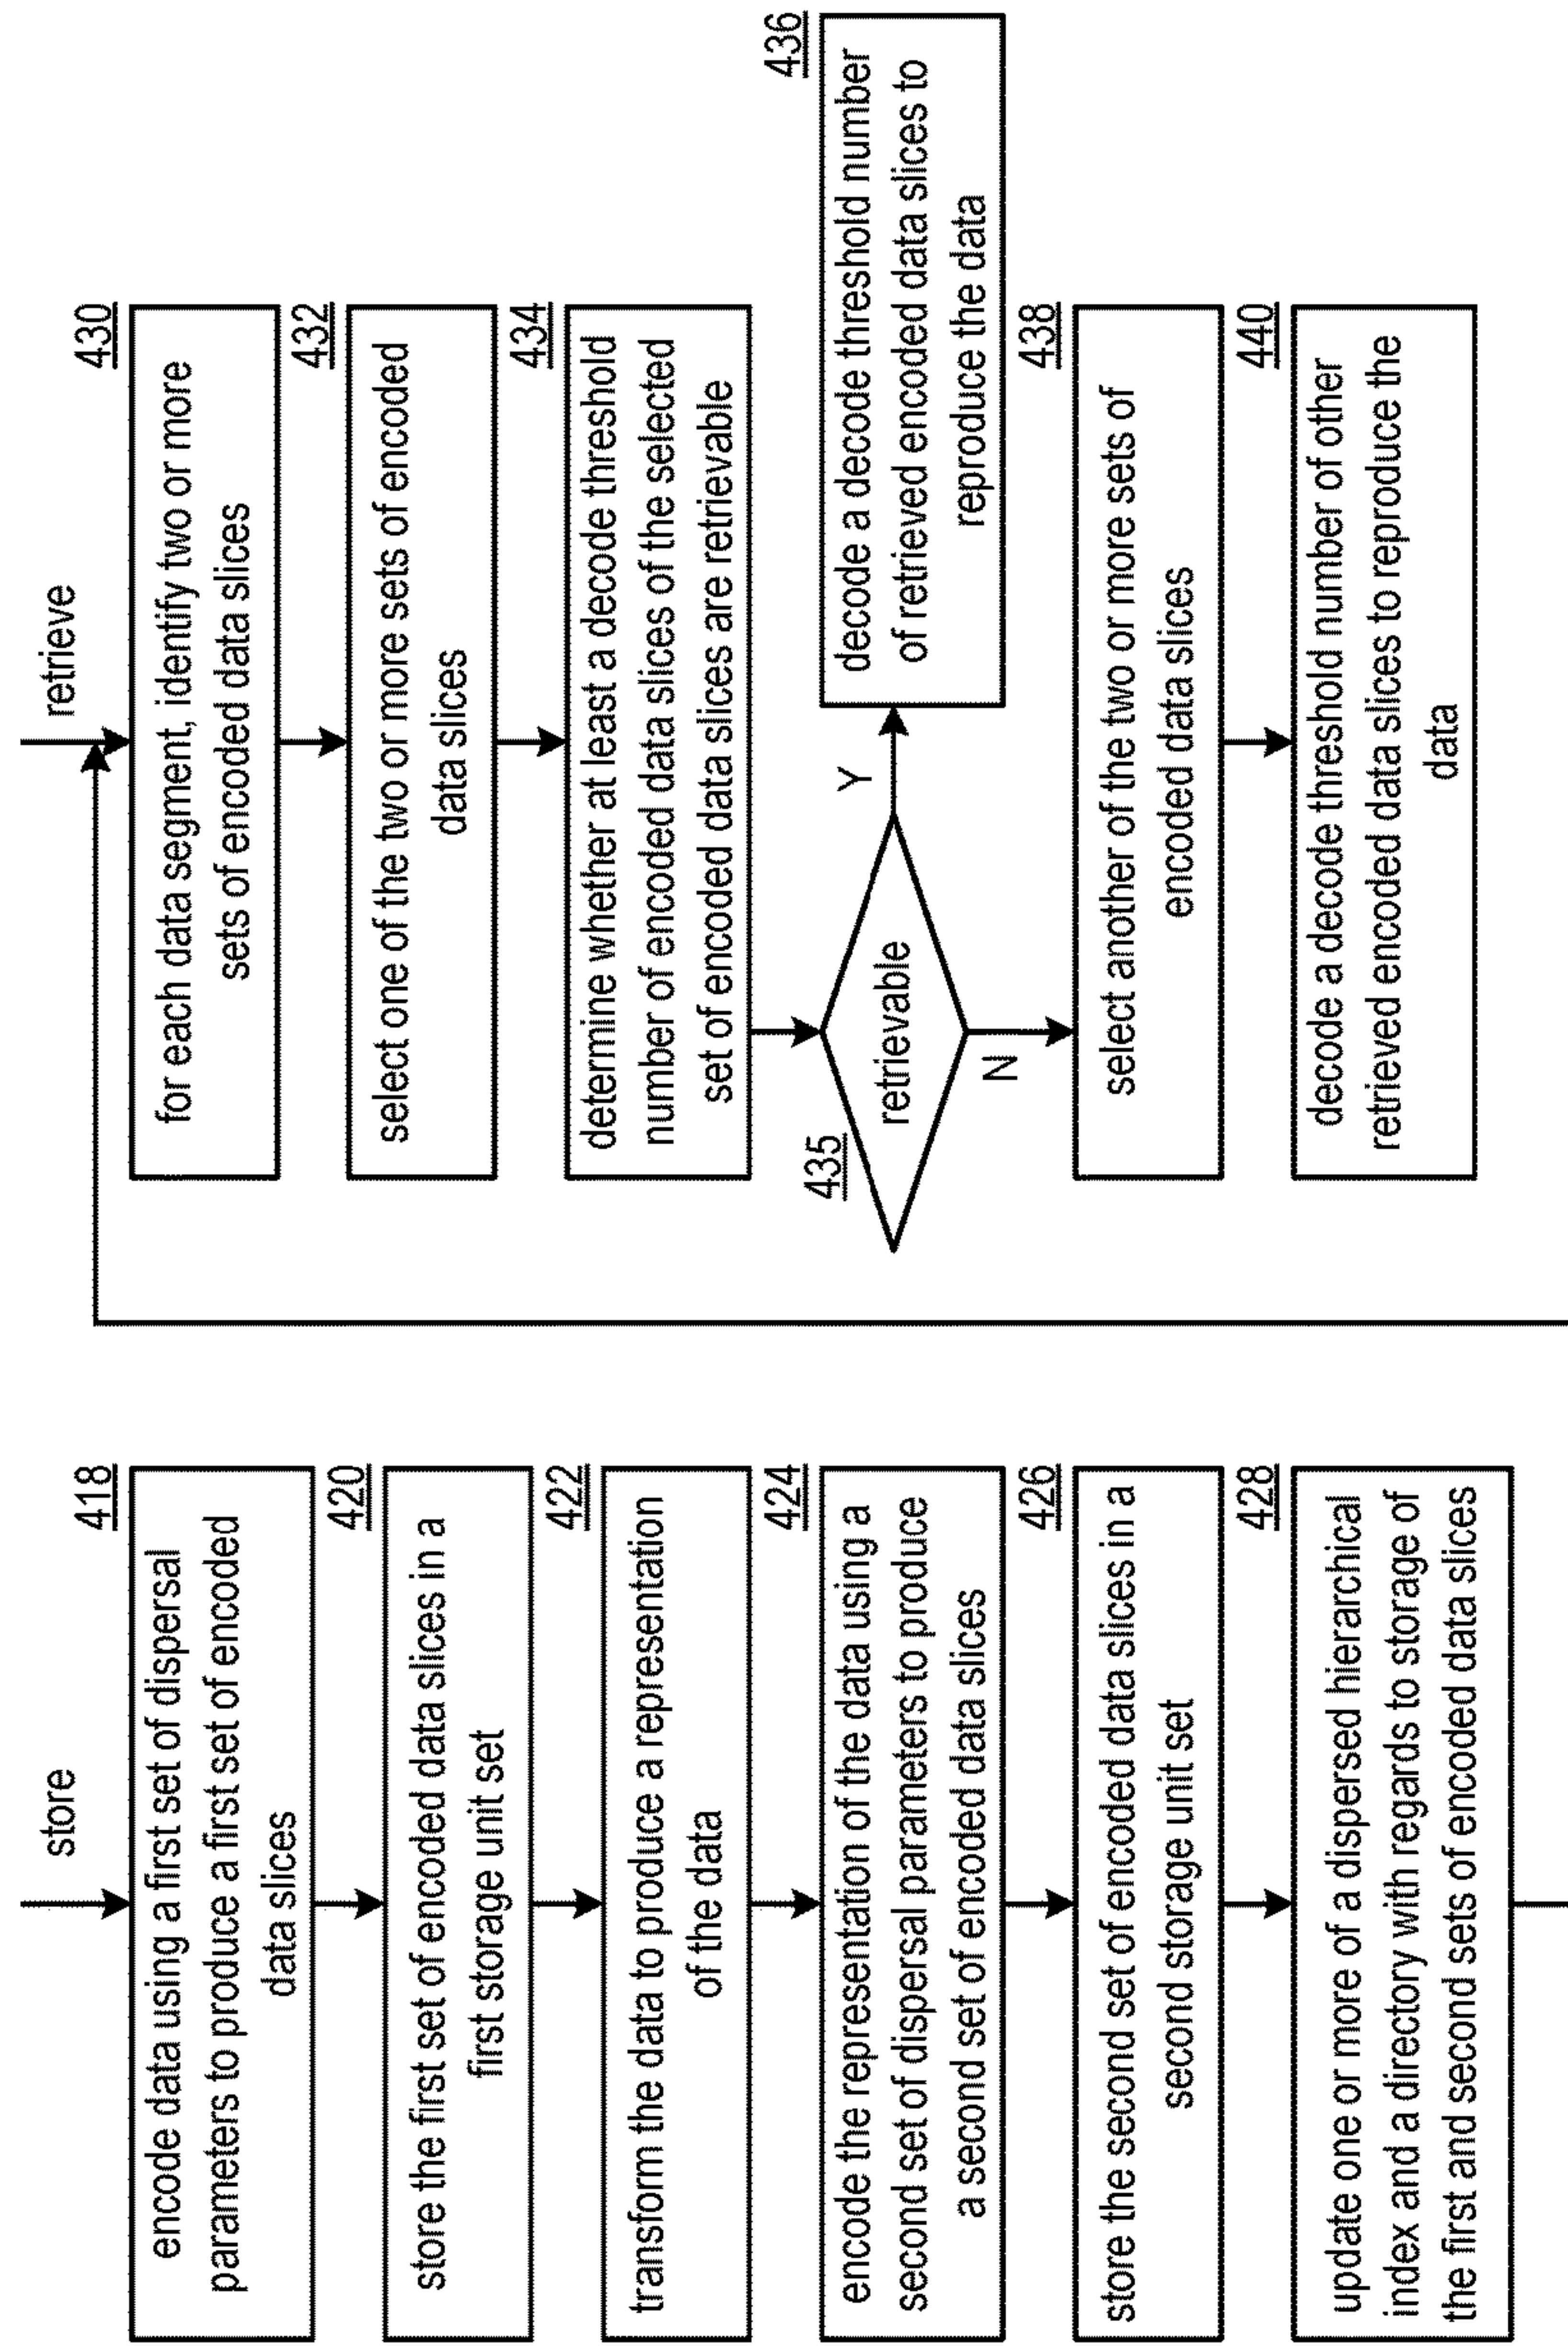 store
418
encode data using a first set of dispersal
parameters to produce a first set of encoded
data slices
420
store the first set of encoded data slices in a
first storage unit set
422
transform the data to produce a representation
of the data
424
encode the representation of the data using a
second set of dispersal parameters to produce
a second set of encoded data slices
426
store the second set of encoded data slices in a
second storage unit set
428
update one or more of a dispersed hierarchical
index and a directory with regards to storage of
the first and second sets of encoded data slices
retrieve
430
for each data segment, identify two or more
sets of encoded data slices
432
select one of the two or more sets of encoded
data slices
434
determine whether at least a decode threshold
number of encoded data slices of the selected
set of encoded data slices are retrievable
435
retrievable
Y
N
436
decode a decode threshold number
of retrieved encoded data slices to
reproduce the data
438
select another of the two or more sets of
encoded data slices
440
decode a decode threshold number of other
retrieved encoded data slices to reproduce the
data